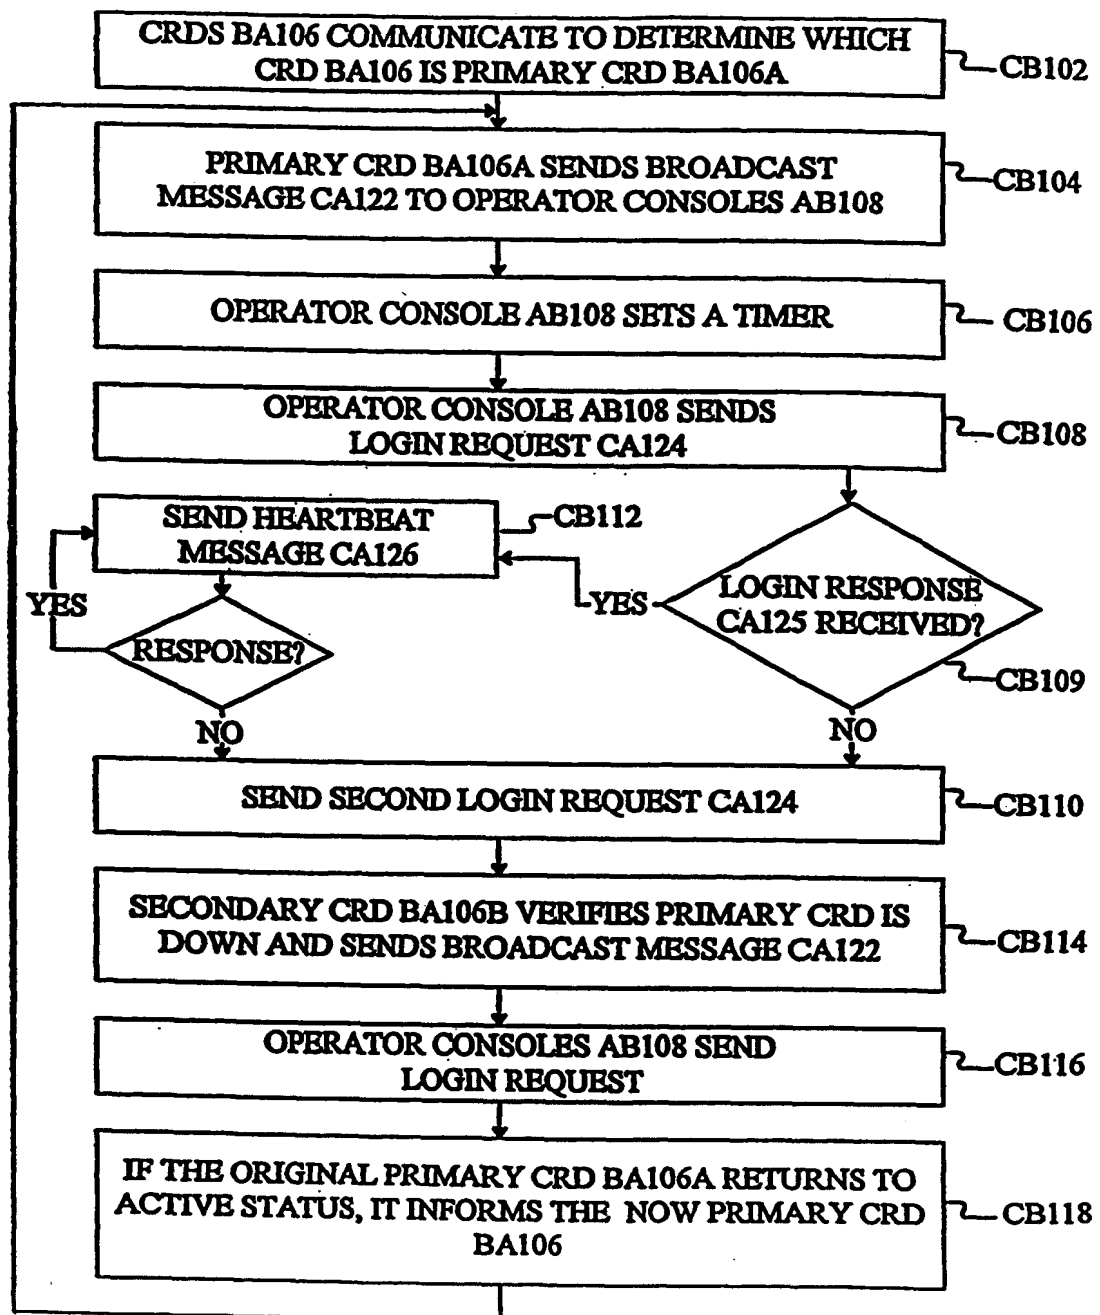 CRDS BA106 COMMUNICATE TO DETERMINE WHICH
CRD BA106 IS PRIMARY CRD BA106A
CB102
PRIMARY CRD BA106A SENDS BROADCAST
MESSAGE CA122 TO OPERATOR CONSOLES AB108
CB104
OPERATOR CONSOLE AB108 SETS A TIMER
CB106
OPERATOR CONSOLE AB108 SENDS
LOGIN REQUEST CA124
CB108
SEND HEARTBEAT
MESSAGE CA126
CB112
YES
RESPONSE?
NO
YES
LOGIN RESPONSE
CA125 RECEIVED?
CB109
NO
SEND SECOND LOGIN REQUEST CA124
CB110
SECONDARY CRD BA106B VERIFIES PRIMARY CRD IS
DOWN AND SENDS BROADCAST MESSAGE CA122
CB114
OPERATOR CONSOLES AB108 SEND
LOGIN REQUEST
CB116
IF THE ORIGINAL PRIMARY CRD BA106A RETURNS TO
ACTIVE STATUS, IT INFORMS THE NOW PRIMARY CRD
BA106
CB118